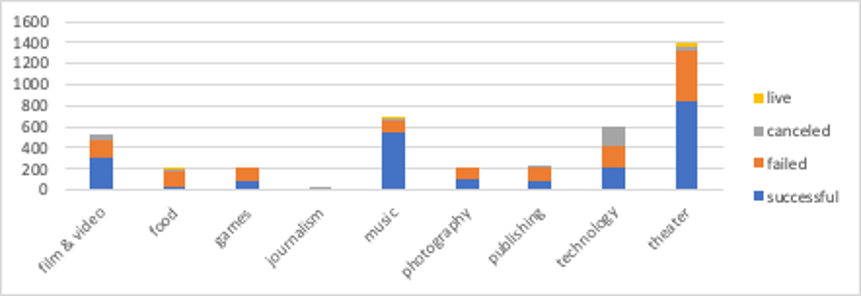 1600
1400
1200
1000
800
600
400
200
0
film & video
food
games
journalism
music
photography
publishing
technology
theater
live
canceled
failed
successful